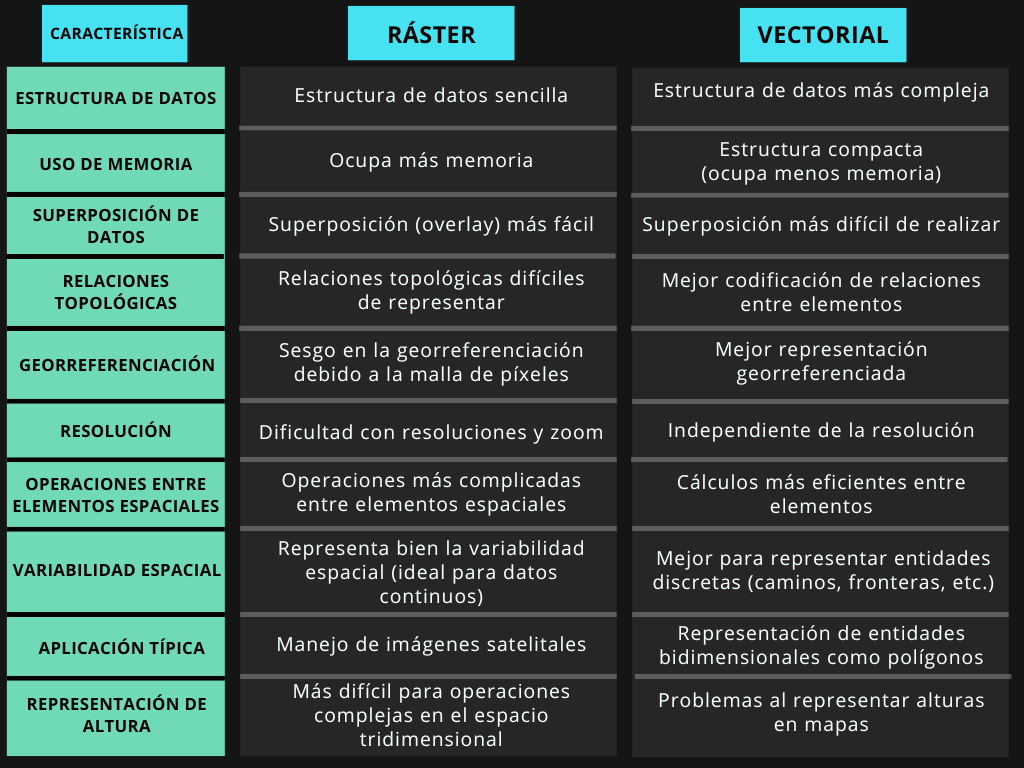 CARACTERÍSTICA
RÁSTER
VECTORIAL
ESTRUCTURA DE DATOS
Estructura de datos sencilla
Estructura de datos más compleja
USO DE MEMORIA
Ocupa más memoria
Estructura compacta
(ocupa menos memoria)
SUPERPOSICIÓN DE
DATOS
Superposición (overlay) más fácil
Superposición más difícil de realizar
RELACIONES
TOPOLÓGICAS
Relaciones topológicas difíciles
de representar
Mejor codificación de relaciones
entre elementos
GEORREFERENCIACIÓN
Sesgo en la georreferenciación
debido a la malla de píxeles
Mejor representación
georreferenciada
RESOLUCIÓN
Dificultad con resoluciones y zoom
Independiente de la resolución
OPERACIONES ENTRE
ELEMENTOS ESPACIALES
Operaciones más complicadas
entre elementos espaciales
Cálculos más eficientes entre
elementos
VARIABILIDAD ESPACIAL
Representa bien la variabilidad
espacial (ideal para datos
continuos)
Mejor para representar entidades
discretas (caminos, fronteras, etc.)
APLICACIÓN TÍPICA
Manejo de imágenes satelitales
Representación de entidades
bidimensionales como polígonos
REPRESENTACIÓN DE
ALTURA
Más difícil para operaciones
complejas en el espacio
tridimensional
Problemas al representar alturas
en mapas